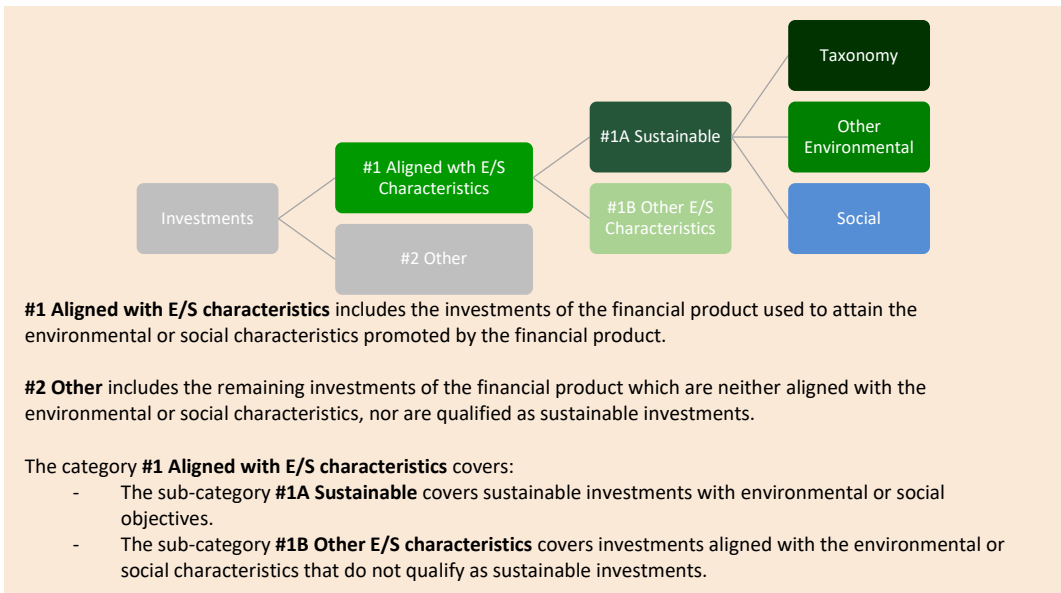 Taxonomy
#1A Sustainable
Other
Environmental
#1 Aligned wth E/S
Characteristics
Investments
#1B Other E/S
Characteristics
Social
#2 Other
#1 Aligned with E/S characteristics includes the investments of the financial product used to attain the
environmental or social characteristics promoted by the financial product.
#2 Other includes the remaining investments of the financial product which are neither aligned with the
environmental or social characteristics, nor are qualified as sustainable investments.
The category #1 Aligned with E/S characteristics covers:
- The sub-category #1A Sustainable covers sustainable investments with environmental or social
objectives.
- The sub-category #1B Other E/S characteristics covers investments aligned with the environmental or
social characteristics that do not qualify as sustainable investments.